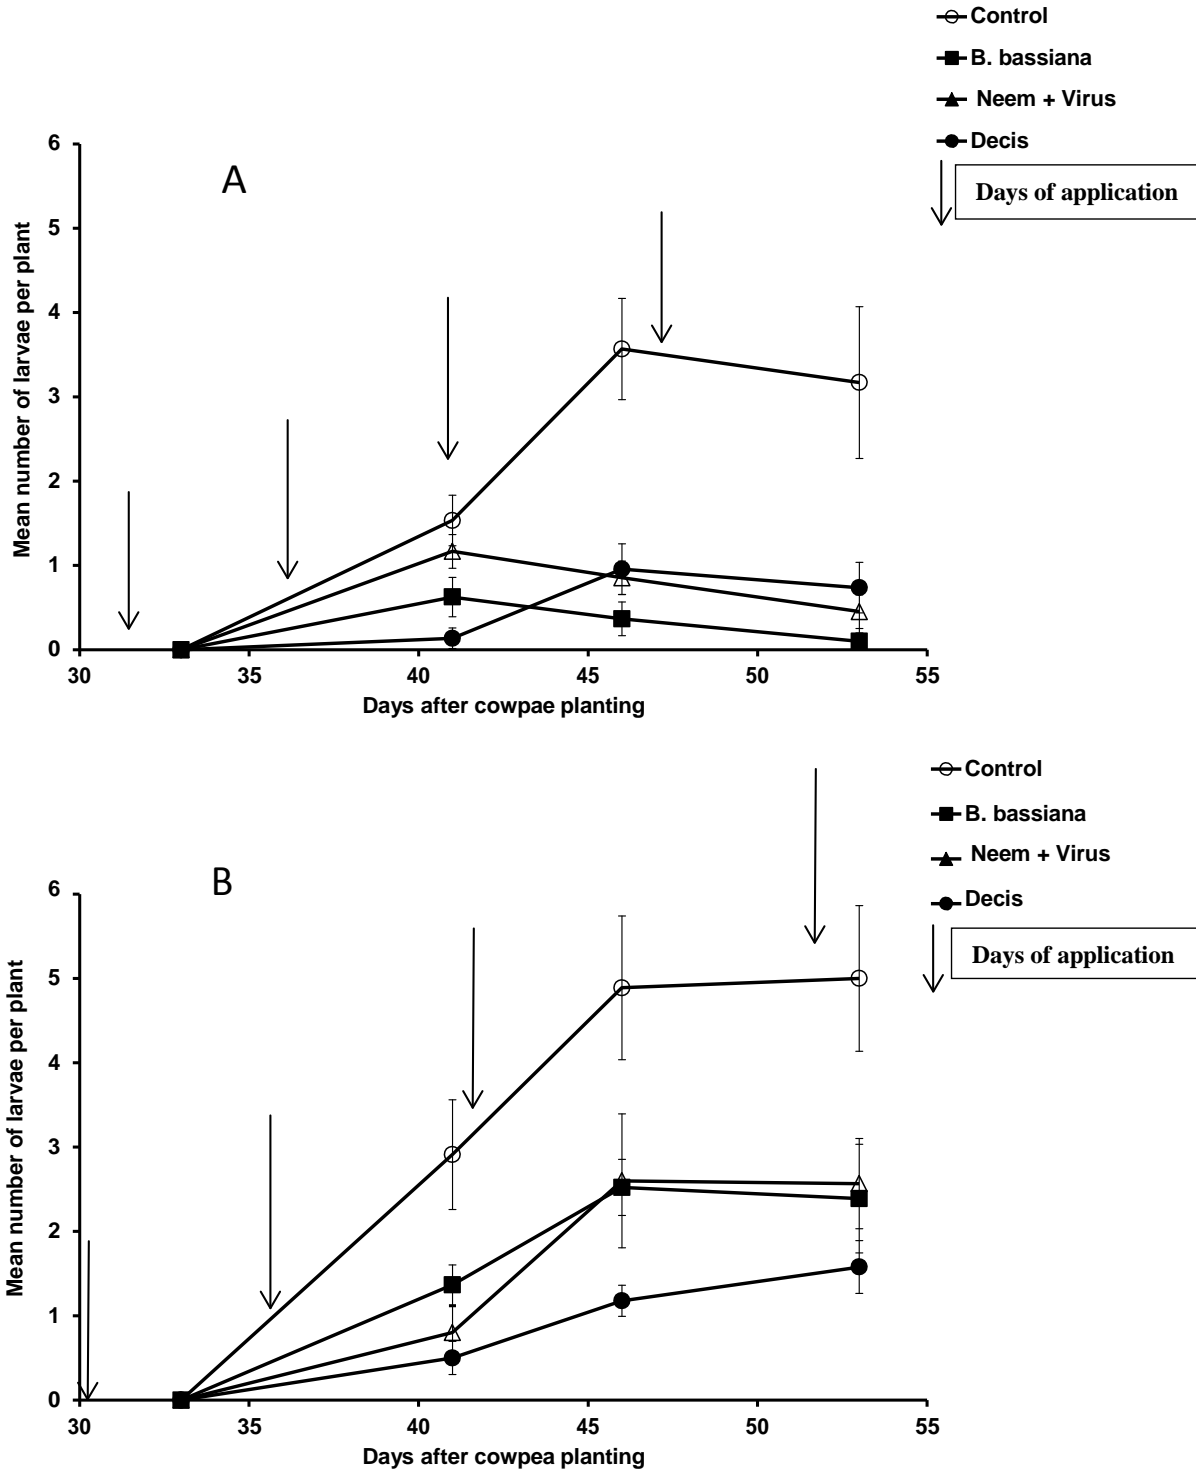 Control
B. bassiana
Neem + Virus
Decis
Days of application
A
Mean number of larvae per plant
6
5
4
3
2
1
0
30 35 40 45 50 55
Days after cowpae planting
Control
B. bassiana
Neem + Virus
Decis
Days of application
B
Mean number of larvae per plant
6
5
4
3
2
1
0
30 35 40 45 50 55
Days after cowpea planting